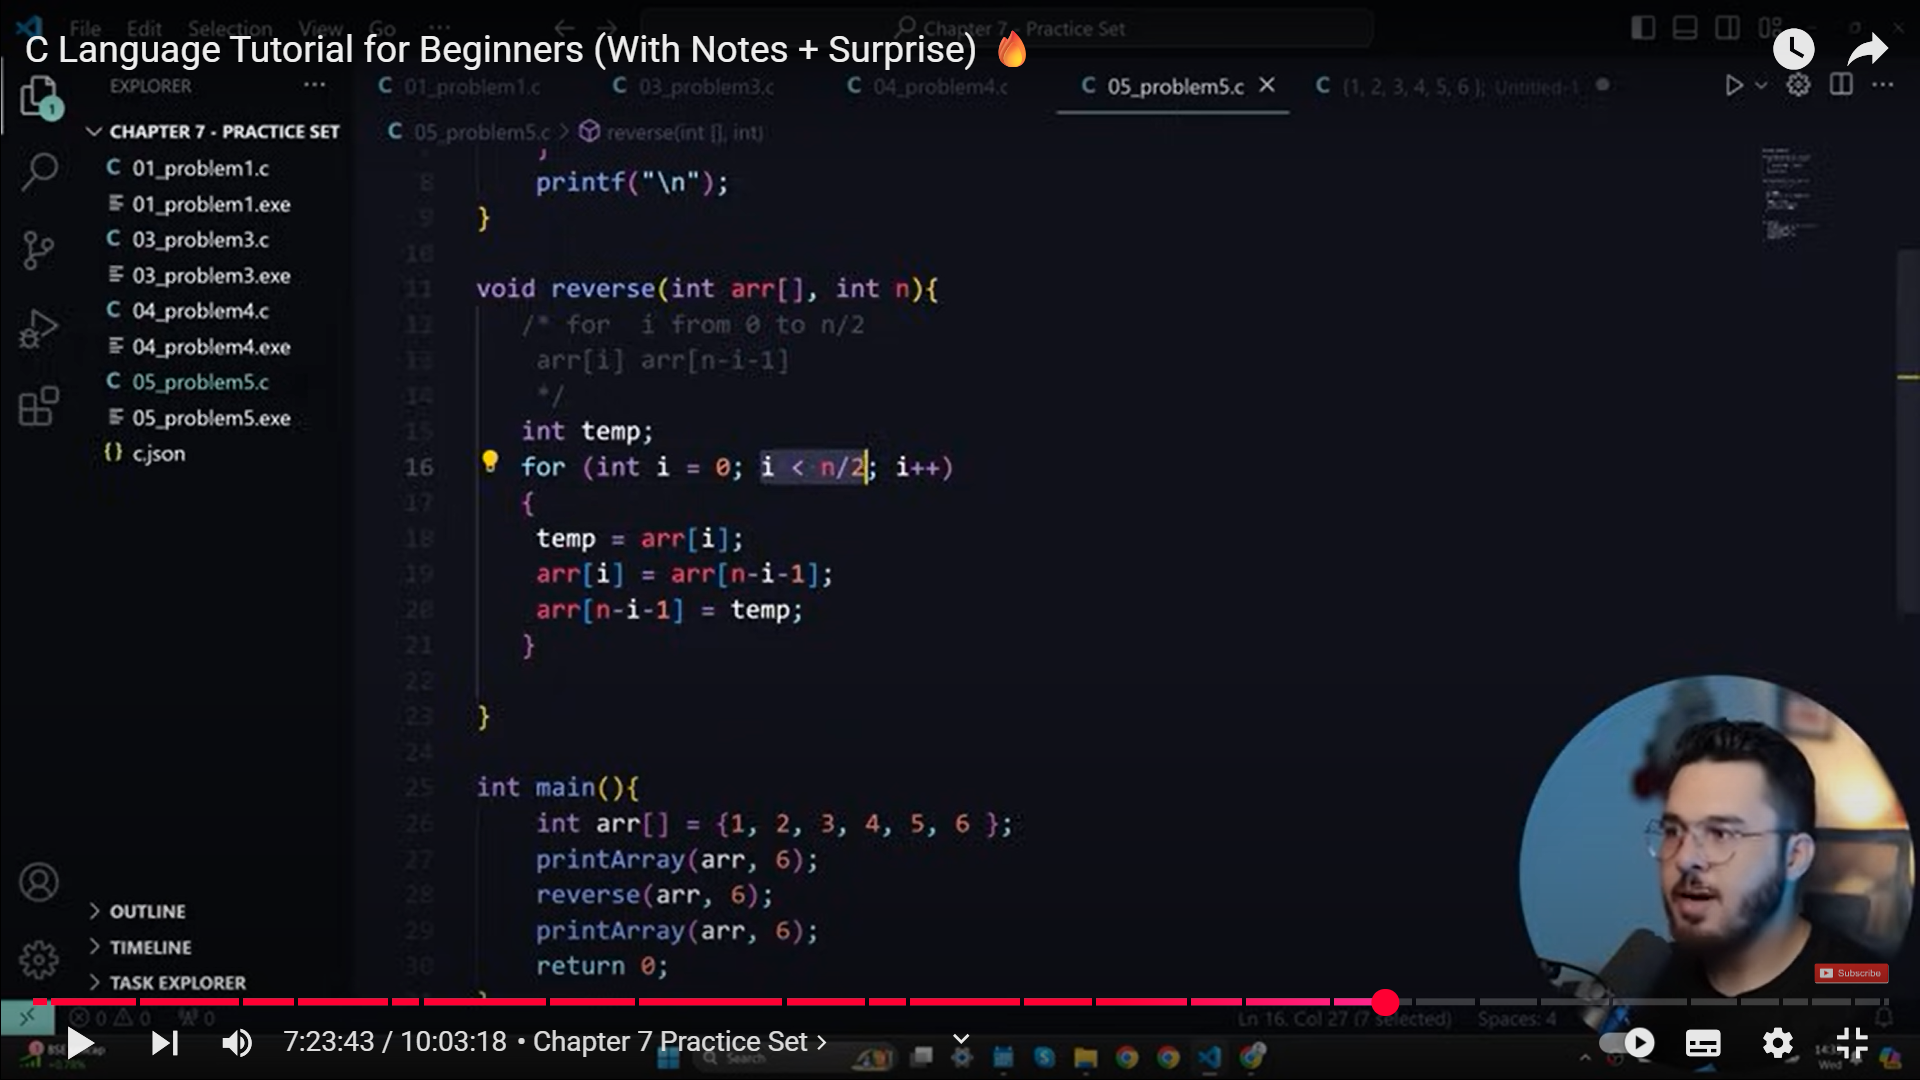 File Edit Selection View Go
Chapter 7 - Practice Set
C Language Tutorial for Beginners (With Notes + Surprise) 🔥
EXPLORER
CHAPTER 7 - PRACTICE SET
C 01_problem1.c
01_problem1.exe
C 03_problem3.c
03_problem3.exe
C 04_problem4.c
04_problem4.exe
C 05_problem5.c
05_problem5.exe
{} c.json
OUTLINE
TIMELINE
TASK EXPLORER
C 01_problem1.c C 03_problem3.c C 04_problem4.c C 05_problem5.c C {1, 2, 3, 4, 5, 6 }; Untitled-1
C 05_problem5.c > reverse(int [], int)
8 printf("\n");
9 }
10
11 void reverse(int arr[], int n){
12 /* for i from 0 to n/2
13 arr[i] arr[n-i-1]
14 */
15 int temp;
16 for (int i = 0; i < n/2; i++)
17 {
18 temp = arr[i];
19 arr[i] = arr[n-i-1];
20 arr[n-i-1] = temp;
21 }
22
23 }
24
25 int main(){
26 int arr[] = {1, 2, 3, 4, 5, 6 };
27 printArray(arr, 6);
28 reverse(arr, 6);
29 printArray(arr, 6);
30 return 0;
Subscribe
0 0 0
Ln 16, Col 27 (7 selected) Spaces: 4
7:23:43 / 10:03:18 • Chapter 7 Practice Set
Search
Wed